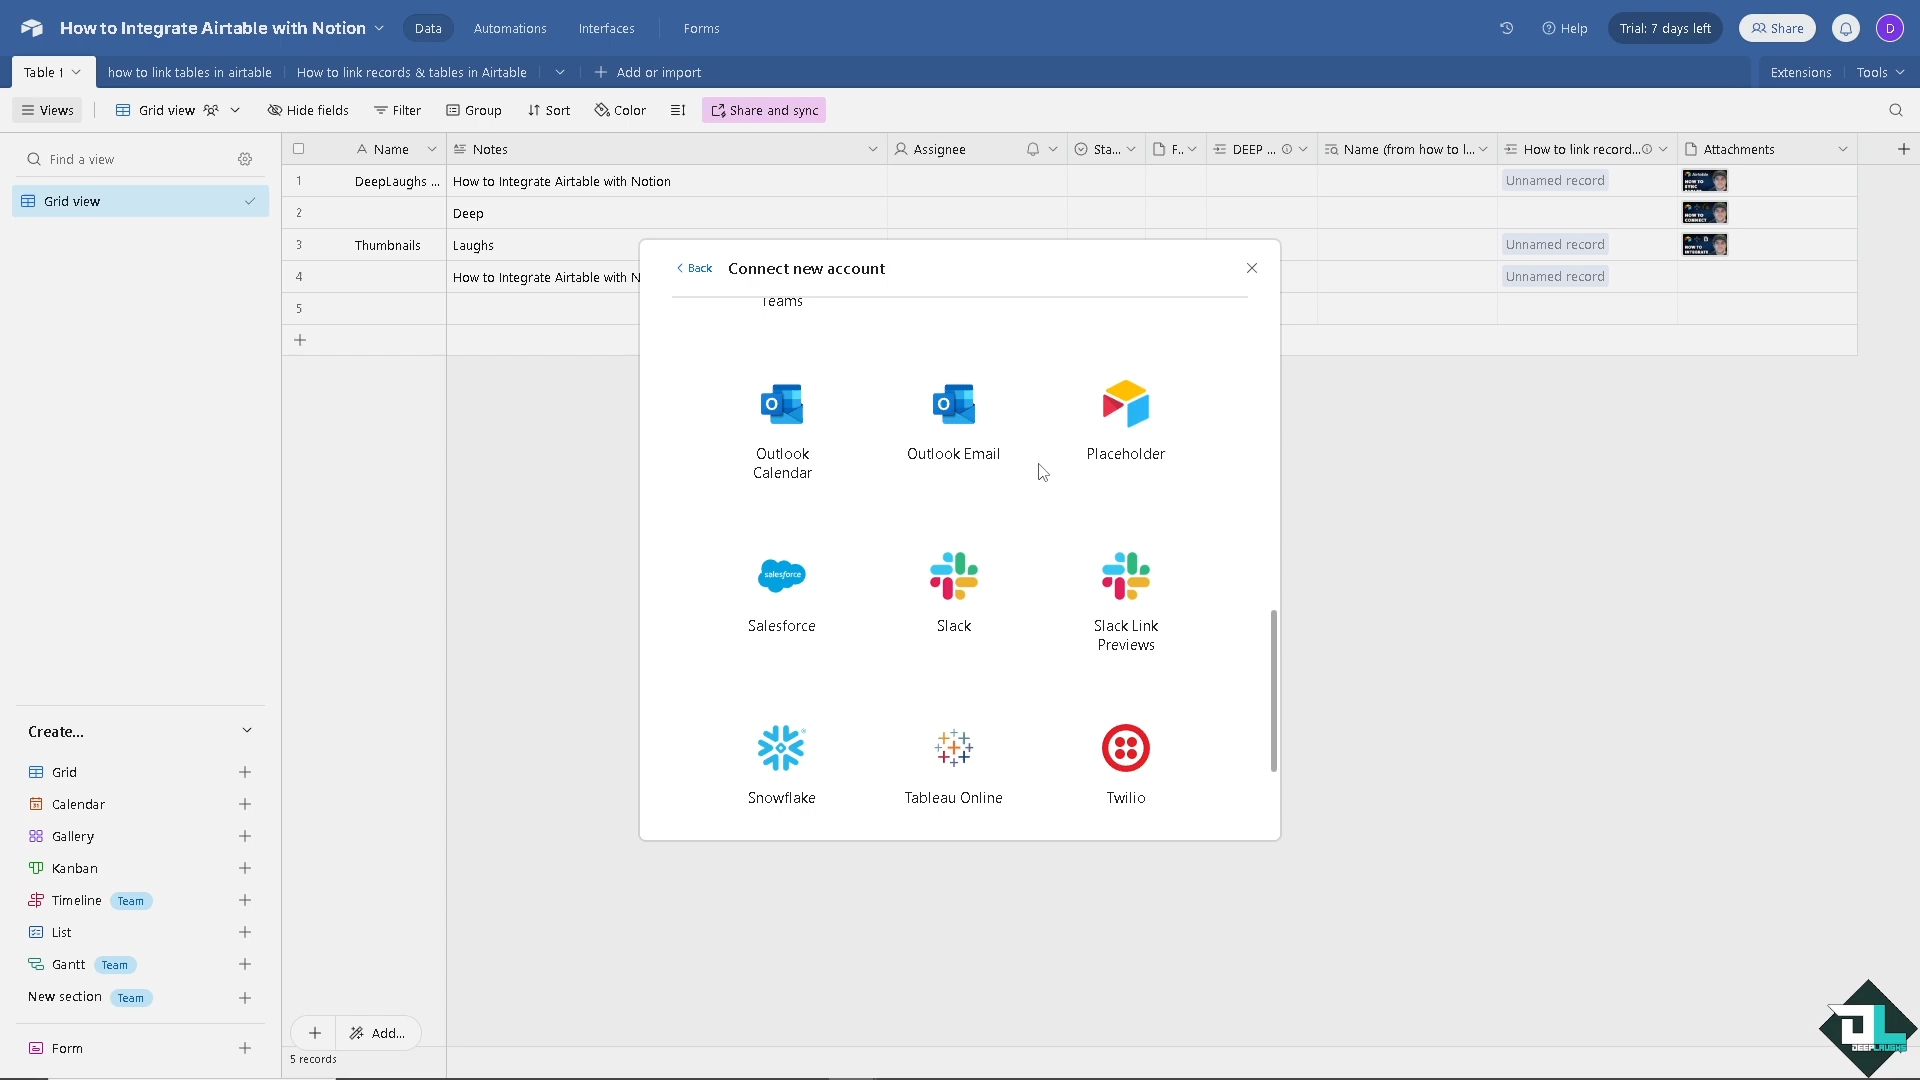 How to Integrate Airtable with Notion
Data
Automations
Interfaces
Forms
Help
Trial: 7 days left
Share
D
Table 1
how to link tables in airtable
How to link records & tables in Airtable
Add or import
Extensions
Tools
Views
Grid view
Hide fields
Filter
Group
Sort
Color
Share and sync
Find a view
Grid view
Name
Notes
Assignee
Sta...
F..
DEEP ...
Name (from how to l...
How to link record...
Attachments
1
DeepLaughs ...
How to Integrate Airtable with Notion
Unnamed record
2
Deep
3
Thumbnails
Laughs
Unnamed record
4
How to Integrate Airtable with N
Unnamed record
5
Back
Connect new account
Teams
Outlook
Calendar
Outlook Email
Placeholder
salesforce
Salesforce
Slack
Slack Link
Previews
Snowflake
Tableau Online
Twilio
Create...
Grid
Calendar
Gallery
Kanban
Timeline
Team
List
Gantt
Team
New section
Team
Form
Add...
5 records
DEEPLAUGHS